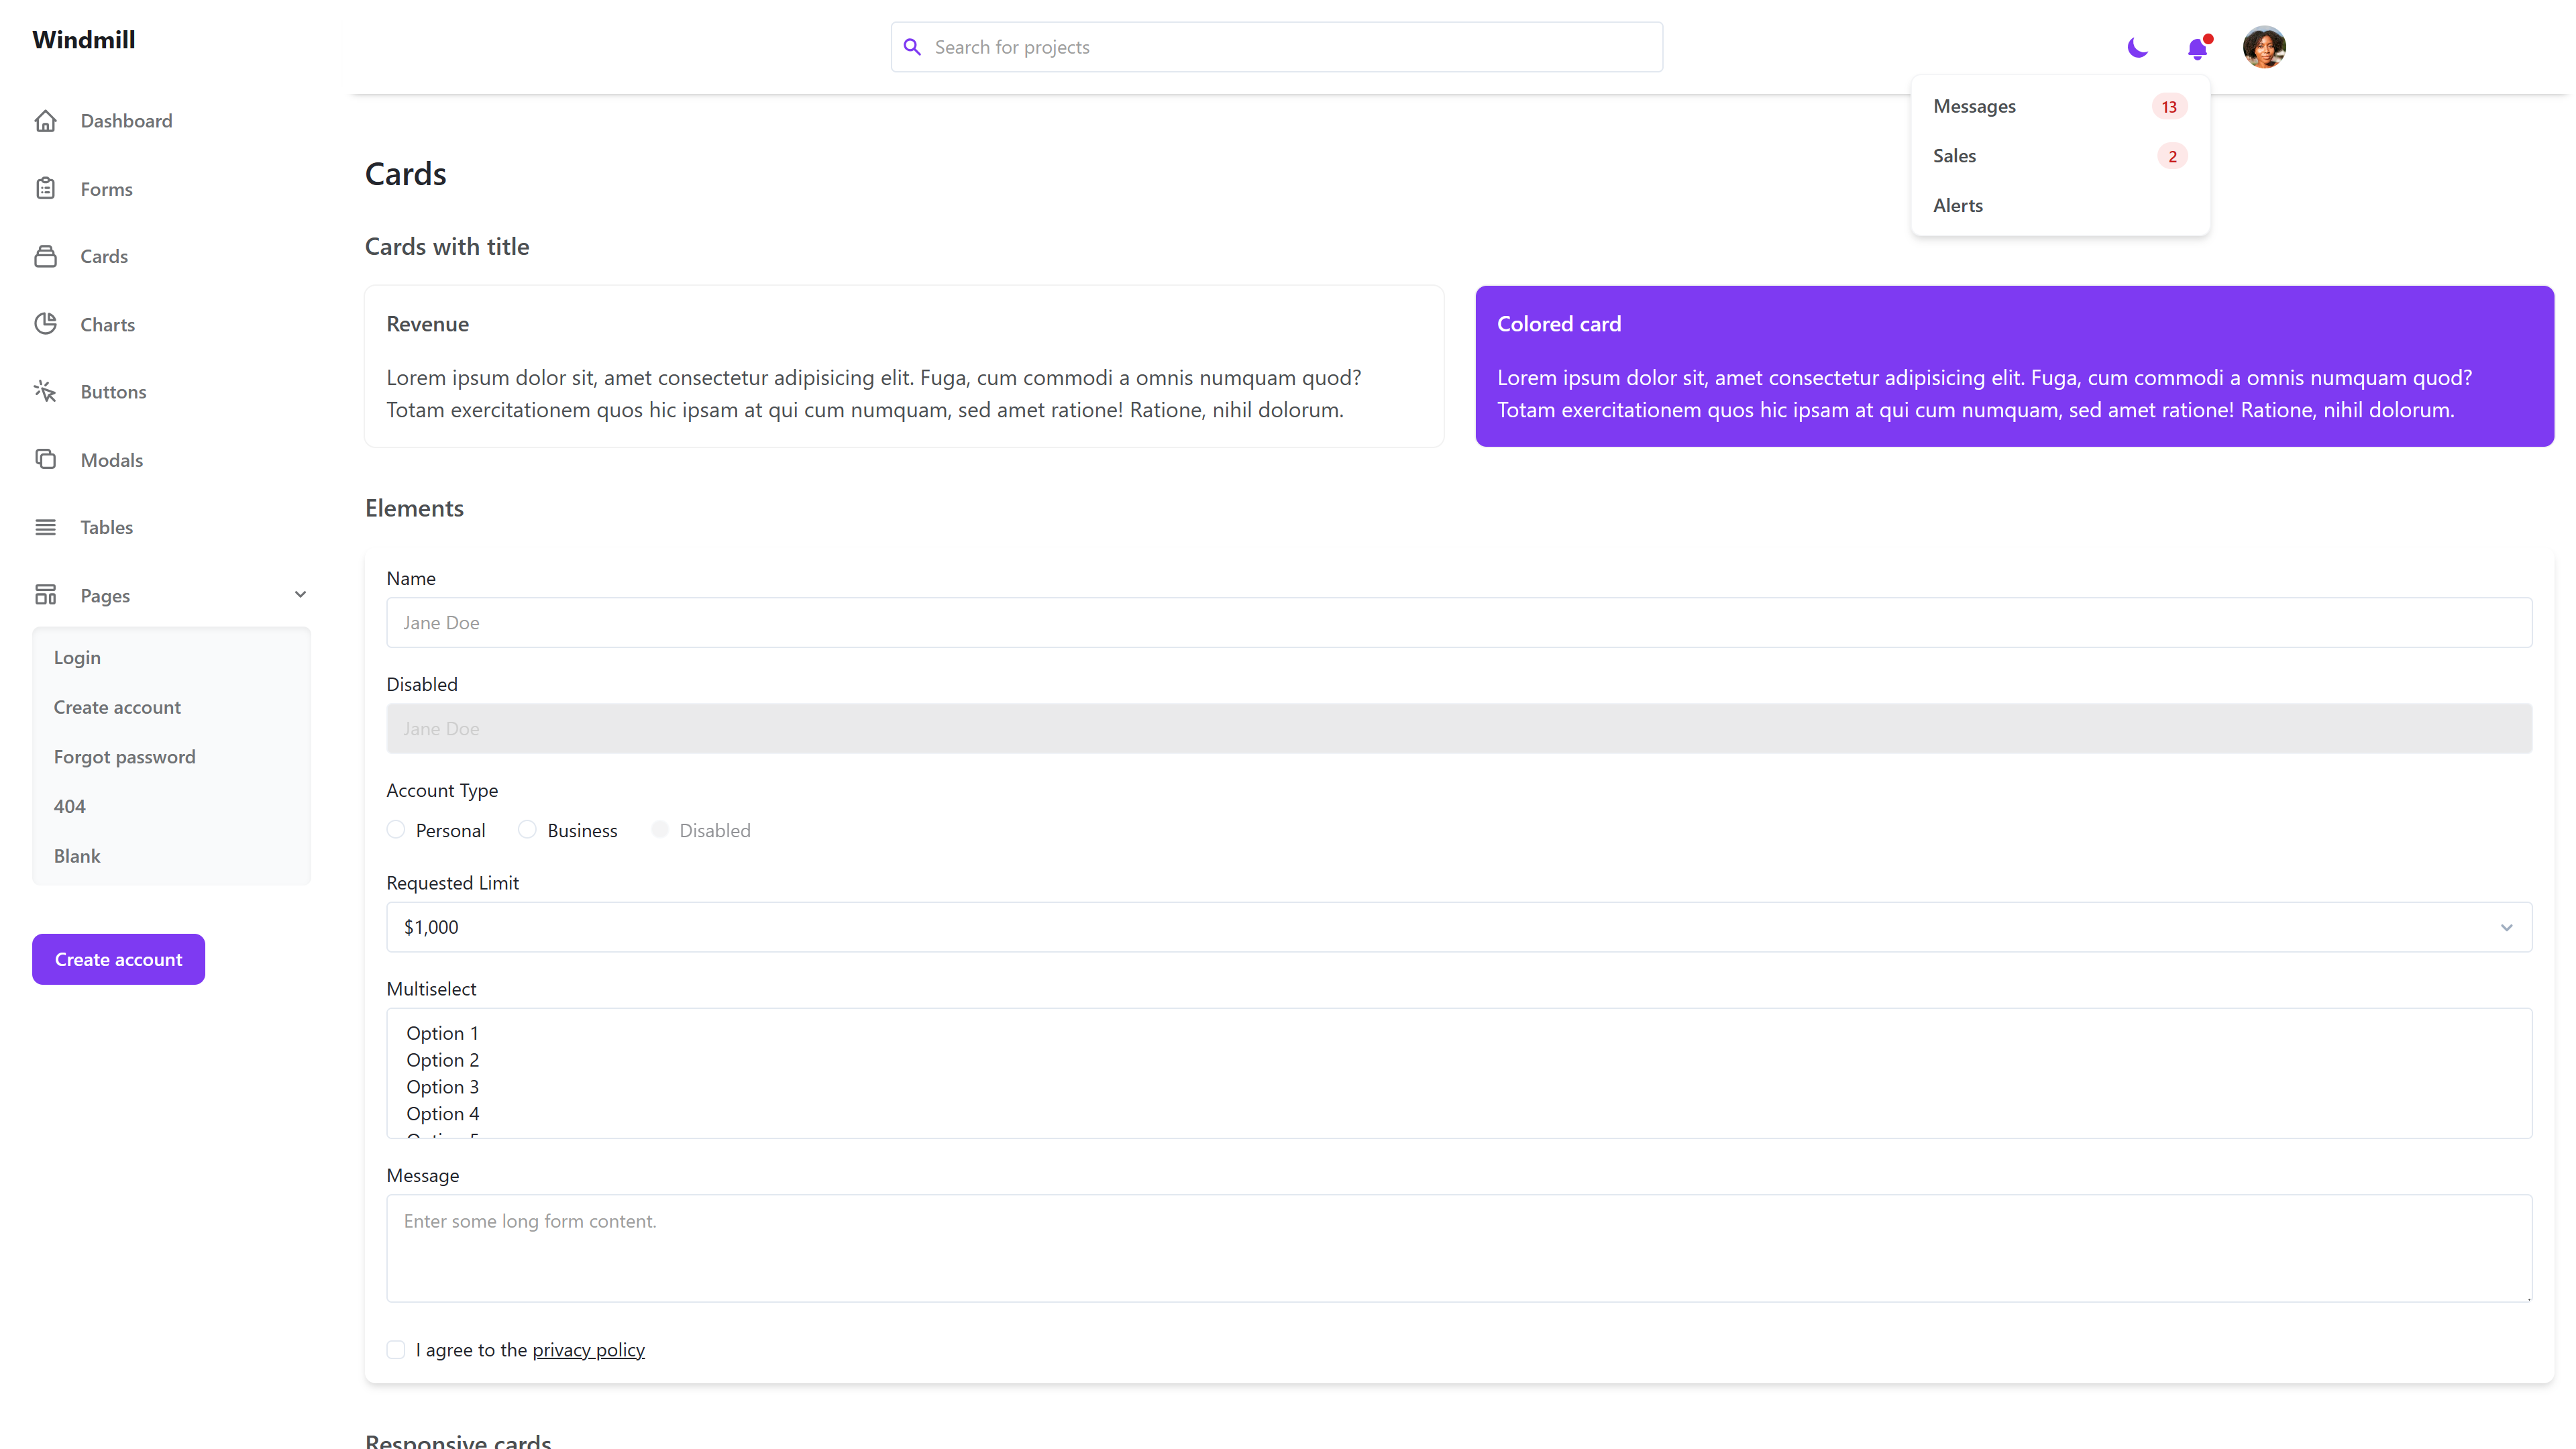 Windmill
Search for projects
Dashboard
Forms
Cards
Charts
Buttons
Modals
Tables
Pages
Login
Create account
Forgot password
404
Blank
Create account
Messages 13
Sales 2
Alerts
Cards
Cards with title
Revenue
Lorem ipsum dolor sit, amet consectetur adipisicing elit. Fuga, cum commodi a omnis numquam quod?
Totam exercitationem quos hic ipsam at qui cum numquam, sed amet ratione! Ratione, nihil dolorum.
Colored card
Lorem ipsum dolor sit, amet consectetur adipisicing elit. Fuga, cum commodi a omnis numquam quod?
Totam exercitationem quos hic ipsam at qui cum numquam, sed amet ratione! Ratione, nihil dolorum.
Elements
Name
Jane Doe
Disabled
Jane Doe
Account Type
Personal Business Disabled
Requested Limit
$1,000
Multiselect
Option 1
Option 2
Option 3
Option 4
Option 5
Message
Enter some long form content.
I agree to the privacy policy
Responsive cards